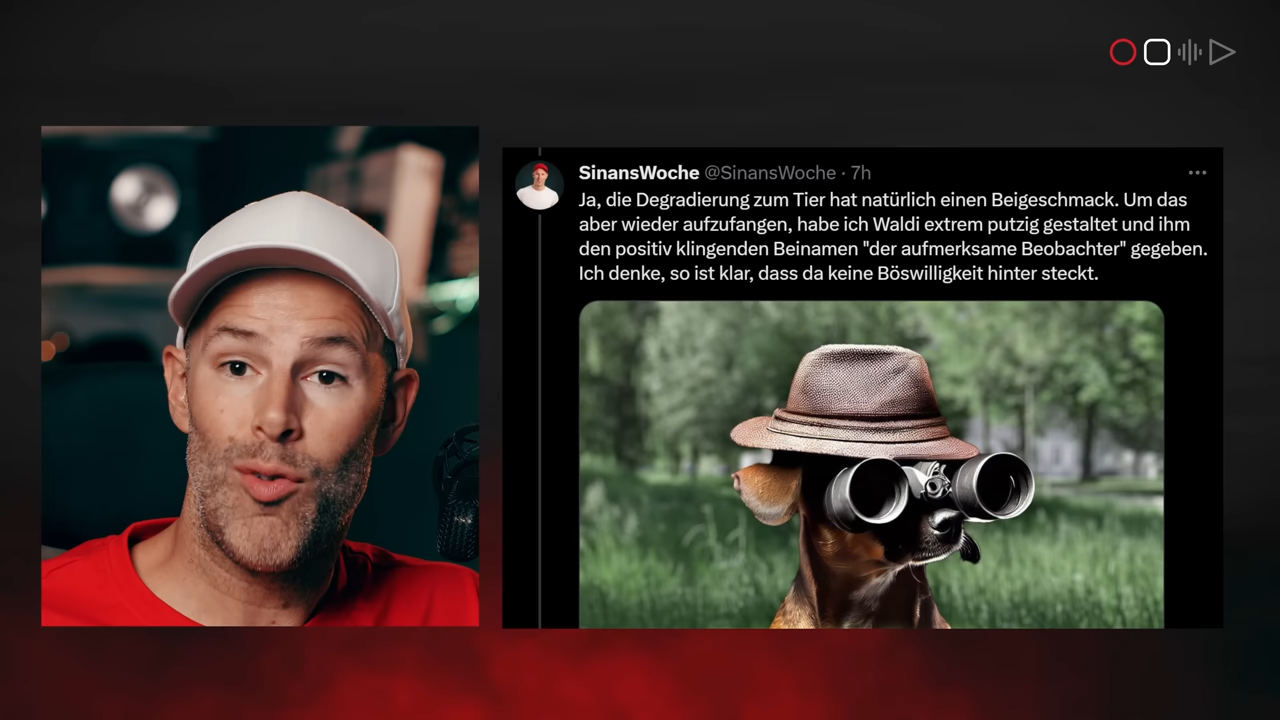 SinansWoche @SinansWoche · 7h
Ja, die Degradierung zum Tier hat natürlich einen Beigeschmack. Um das
aber wieder aufzufangen, habe ich Waldi extrem putzig gestaltet und ihm
den positiv klingenden Beinamen "der aufmerksame Beobachter" gegeben.
Ich denke, so ist klar, dass da keine Böswilligkeit hinter steckt.